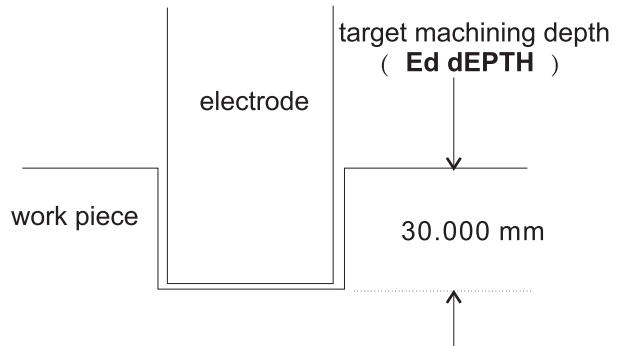 target machining depth
( Ed dEPTH )
electrode
work piece
30.000 mm